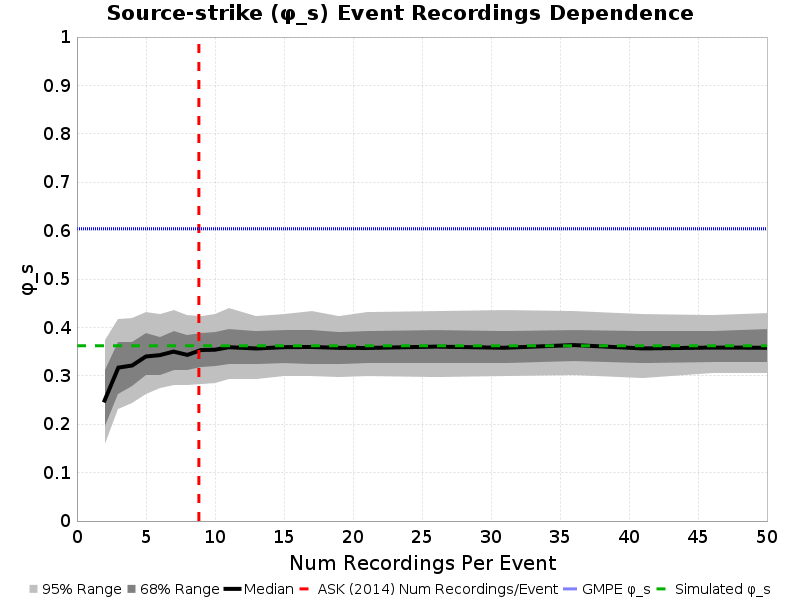 Source-strike (φ_s) Event Recordings Dependence
1
0.9
0.8
0.7
0.6
0.5
0.4
0.3
0.2
0.1
0
φ_s
0 5 10 15 20 25 30 35 40 45 50
Num Recordings Per Event
95% Range 68% Range Median ASK (2014) Num Recordings/Event GMPE φ_s Simulated φ_s